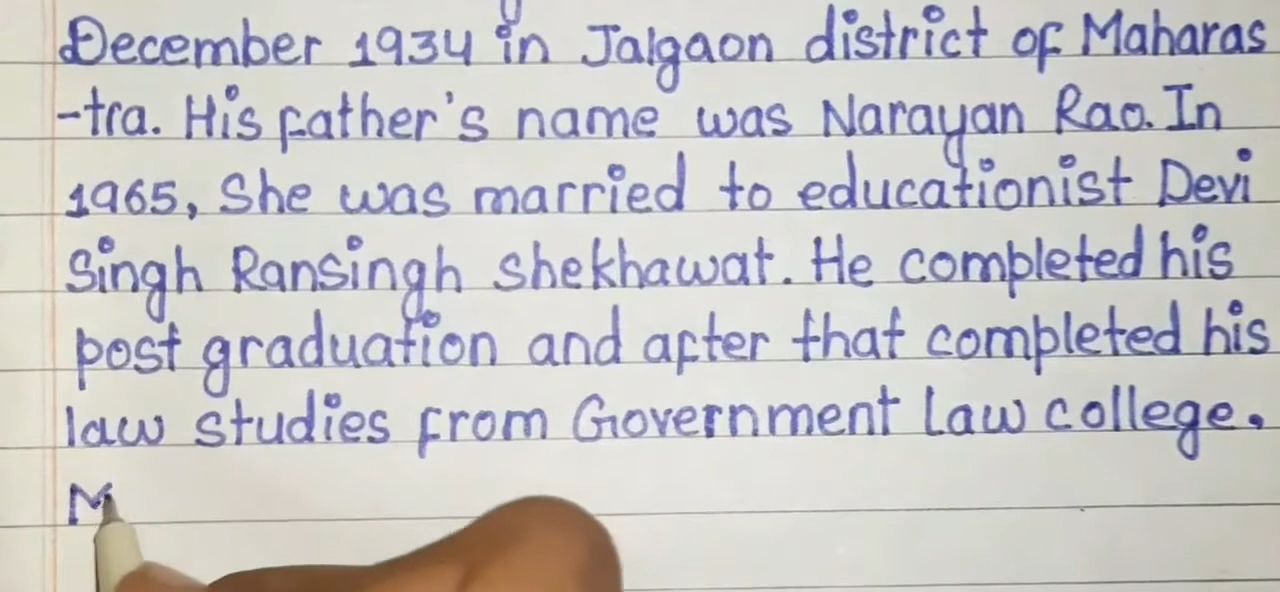 December 1934 in Jalgaon district of Maharas
-tra. His father's name was Narayan Rao. In
1965, She was married to educationist Devi
Singh Ransingh Shekhawat. He completed his
post graduation and after that completed his
law studies from Government Law college,
M